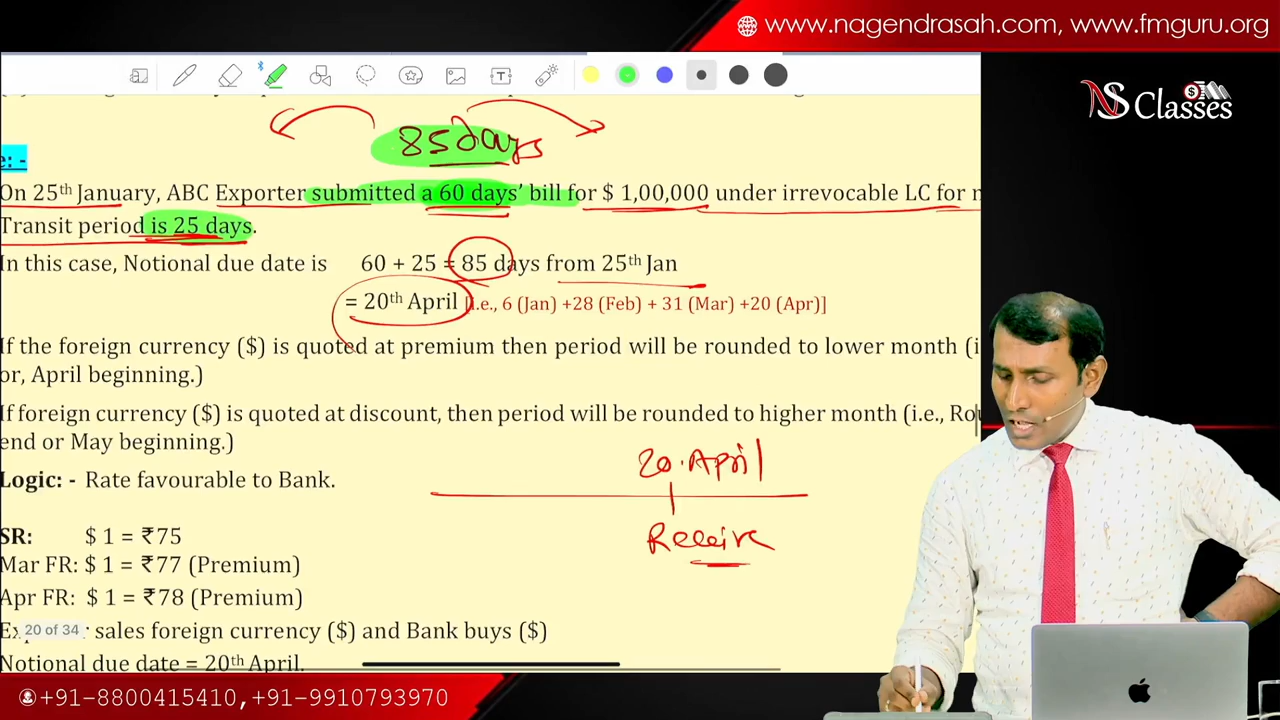 www.nagendrasah.com, www.fmguru.org
NS Classes
85 days
e: -
On 25th January, ABC Exporter submitted a 60 days’ bill for $ 1,00,000 under irrevocable LC for
Transit period is 25 days.
In this case, Notional due date is 60 + 25 = 85 days from 25th Jan
= 20th April [i.e., 6 (Jan) +28 (Feb) + 31 (Mar) +20 (Apr)]
If the foreign currency ($) is quoted at premium then period will be rounded to lower month (i
or, April beginning.)
If foreign currency ($) is quoted at discount, then period will be rounded to higher month (i.e., Rou
end or May beginning.)
20 April
Logic: - Rate favourable to Bank.
Receive
SR: $ 1 = ₹75
Mar FR: $ 1 = ₹77 (Premium)
Apr FR: $ 1 = ₹78 (Premium)
20 of 34
sales foreign currency ($) and Bank buys ($)
Notional due date = 20th April.
+91-8800415410, +91-9910793970